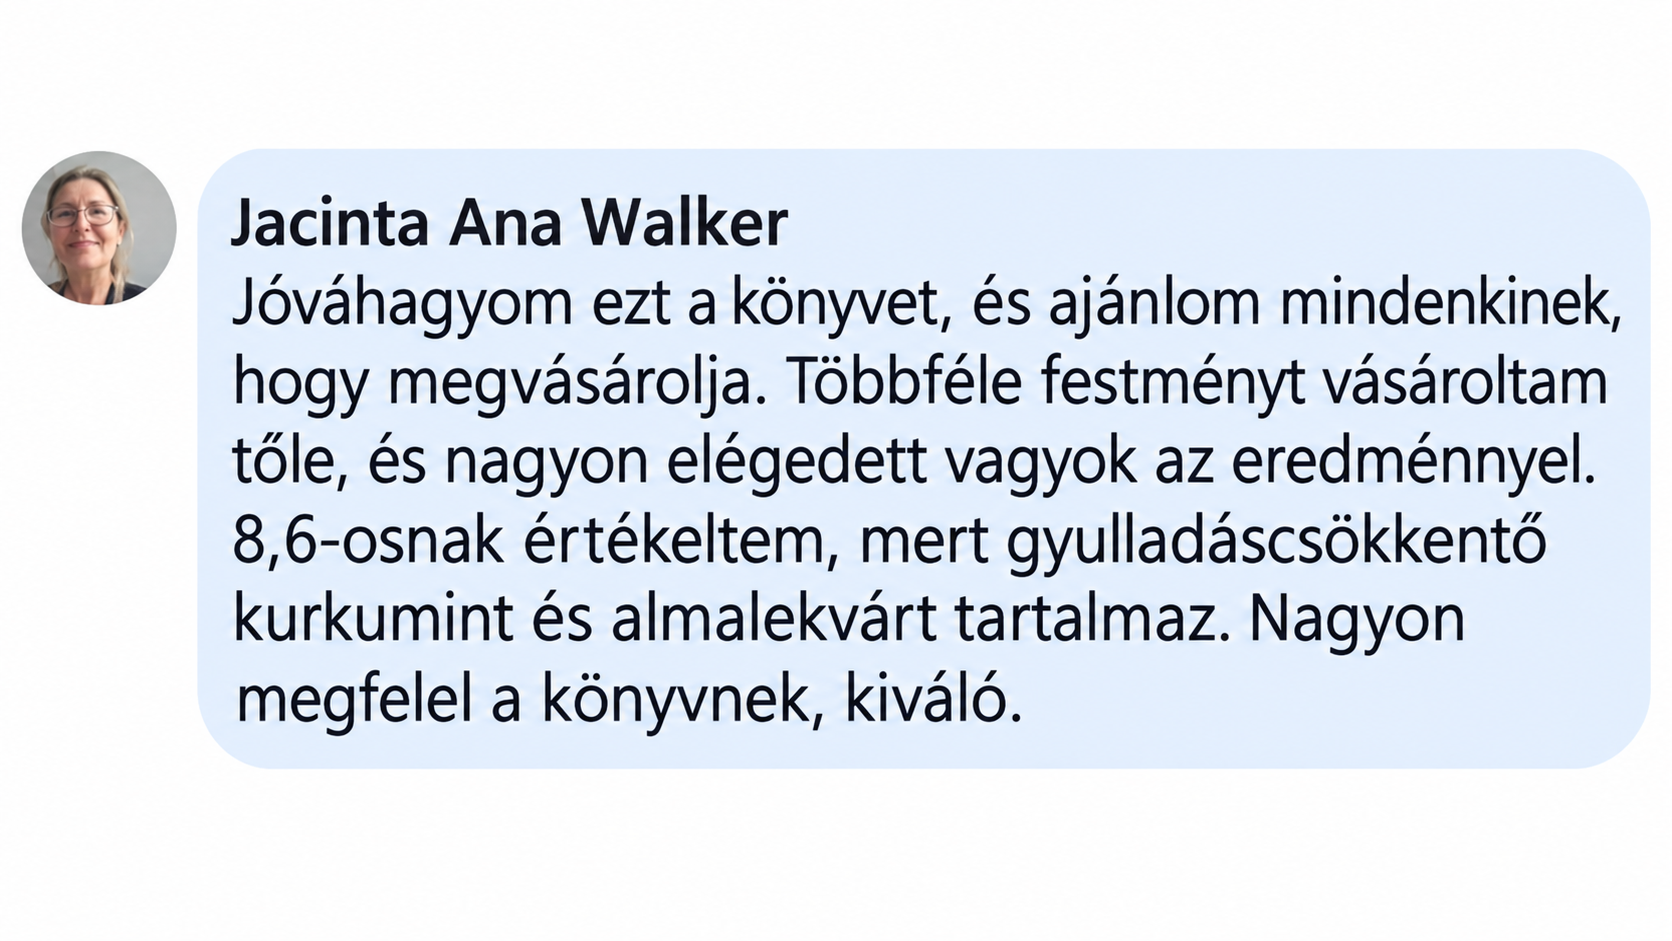 Jacinta Ana Walker
Jóváhagyom ezt a könyvet, és ajánlom mindenkinek,
hogy megvásárolja. Többféle festményt vásároltam
tőle, és nagyon elégedett vagyok az eredménnyel.
8,6-osnak értékeltem, mert gyulladáscsökkentő
kurkumint és almalekvárt tartalmaz. Nagyon
megfelel a könyvnek, kiváló.